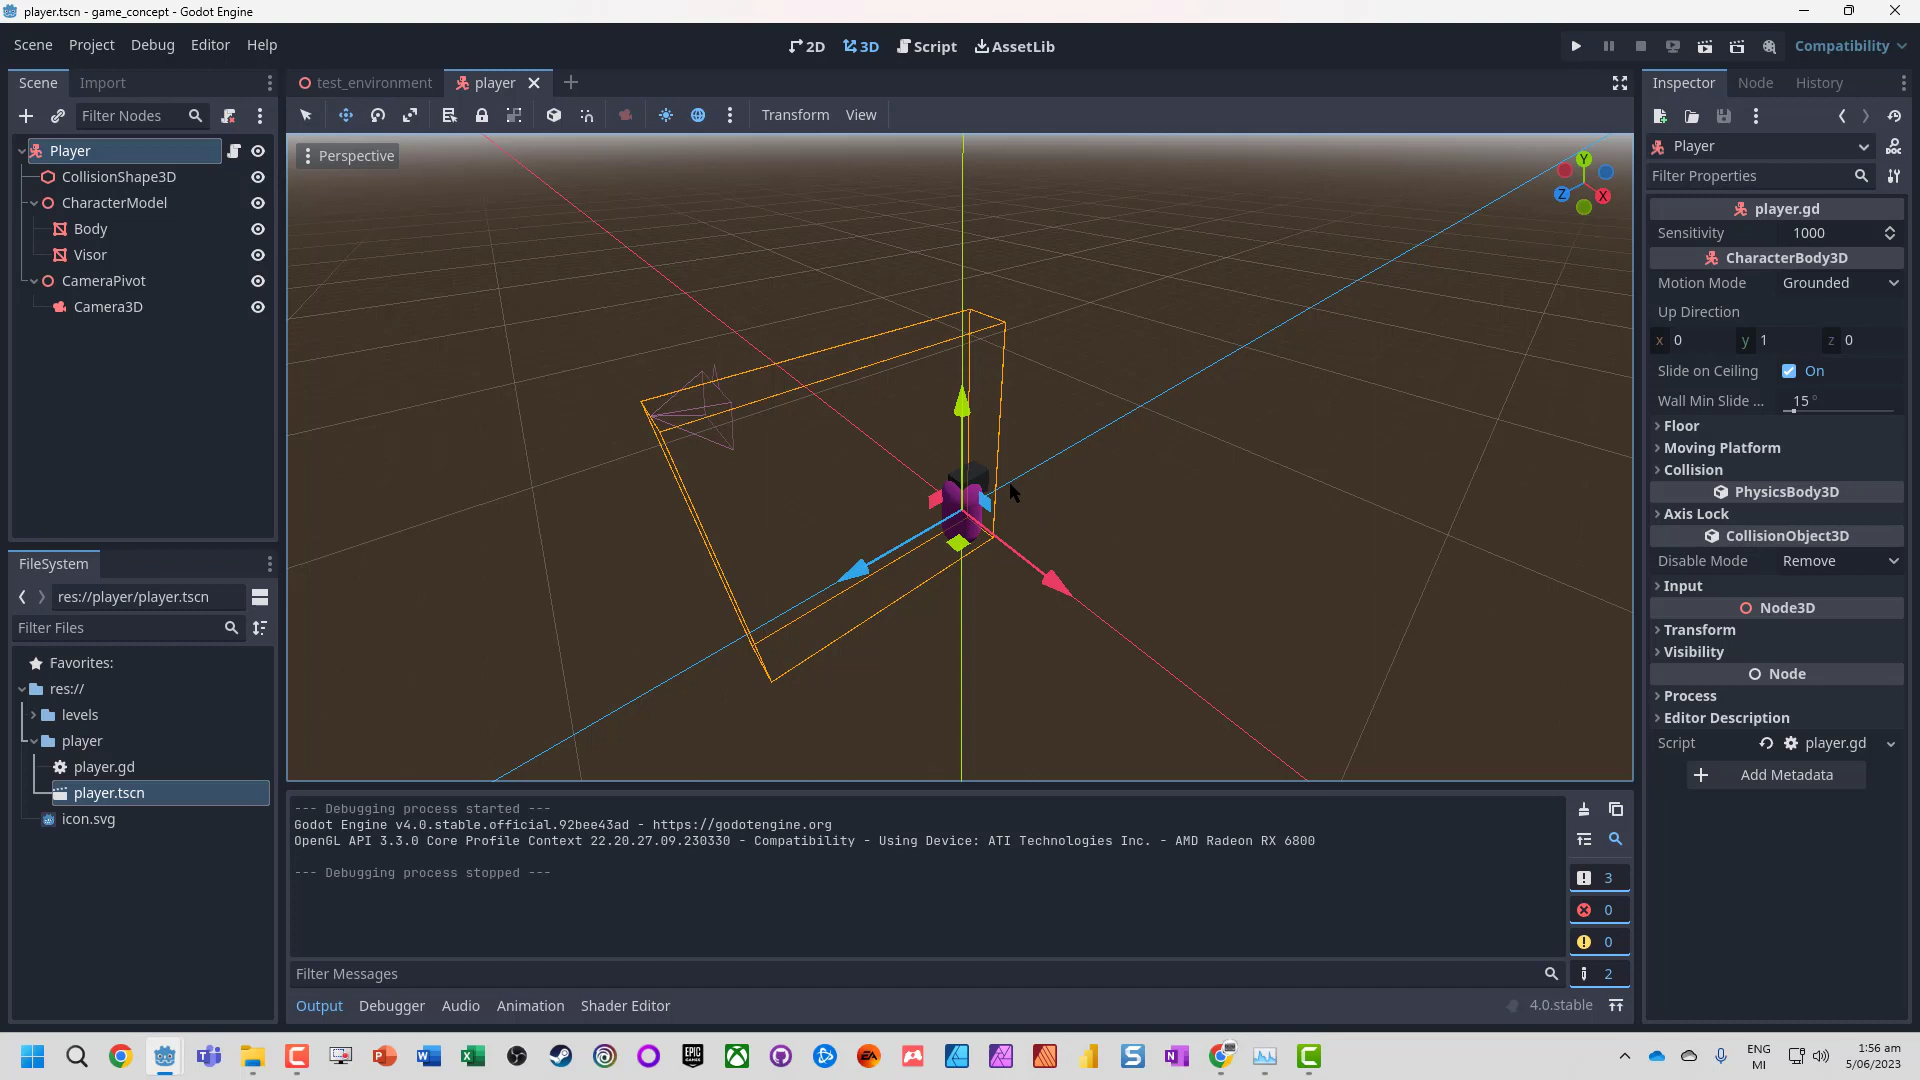 player.tscn - game_concept - Godot Engine
Scene Project Debug Editor Help
2D 3D Script AssetLib
Compatibility
Scene Import
test_environment player
Inspector Node History
Filter Nodes
Transform View
Player
CollisionShape3D
CharacterModel
Body
Visor
CameraPivot
Camera3D
Perspective
Y
Z
X
Player
Filter Properties
player.gd
Sensitivity 1000
CharacterBody3D
Motion Mode Grounded
Up Direction
x 0 y 1 z 0
Slide on Ceiling On
Wall Min Slide ... 15 °
Floor
Moving Platform
Collision
PhysicsBody3D
Axis Lock
CollisionObject3D
Disable Mode Remove
Input
Node3D
Transform
Visibility
Node
Process
Editor Description
Script player.gd
Add Metadata
FileSystem
res://player/player.tscn
Filter Files
Favorites:
res://
levels
player
player.gd
player.tscn
icon.svg
--- Debugging process started ---
Godot Engine v4.0.stable.official.92bee43ad - https://godotengine.org
OpenGL API 3.3.0 Core Profile Context 22.20.27.09.230330 - Compatibility - Using Device: ATI Technologies Inc. - AMD Radeon RX 6800
--- Debugging process stopped ---
3
0
0
2
Filter Messages
Output Debugger Audio Animation Shader Editor
4.0.stable
ENG
MI
1:56 am
5/06/2023